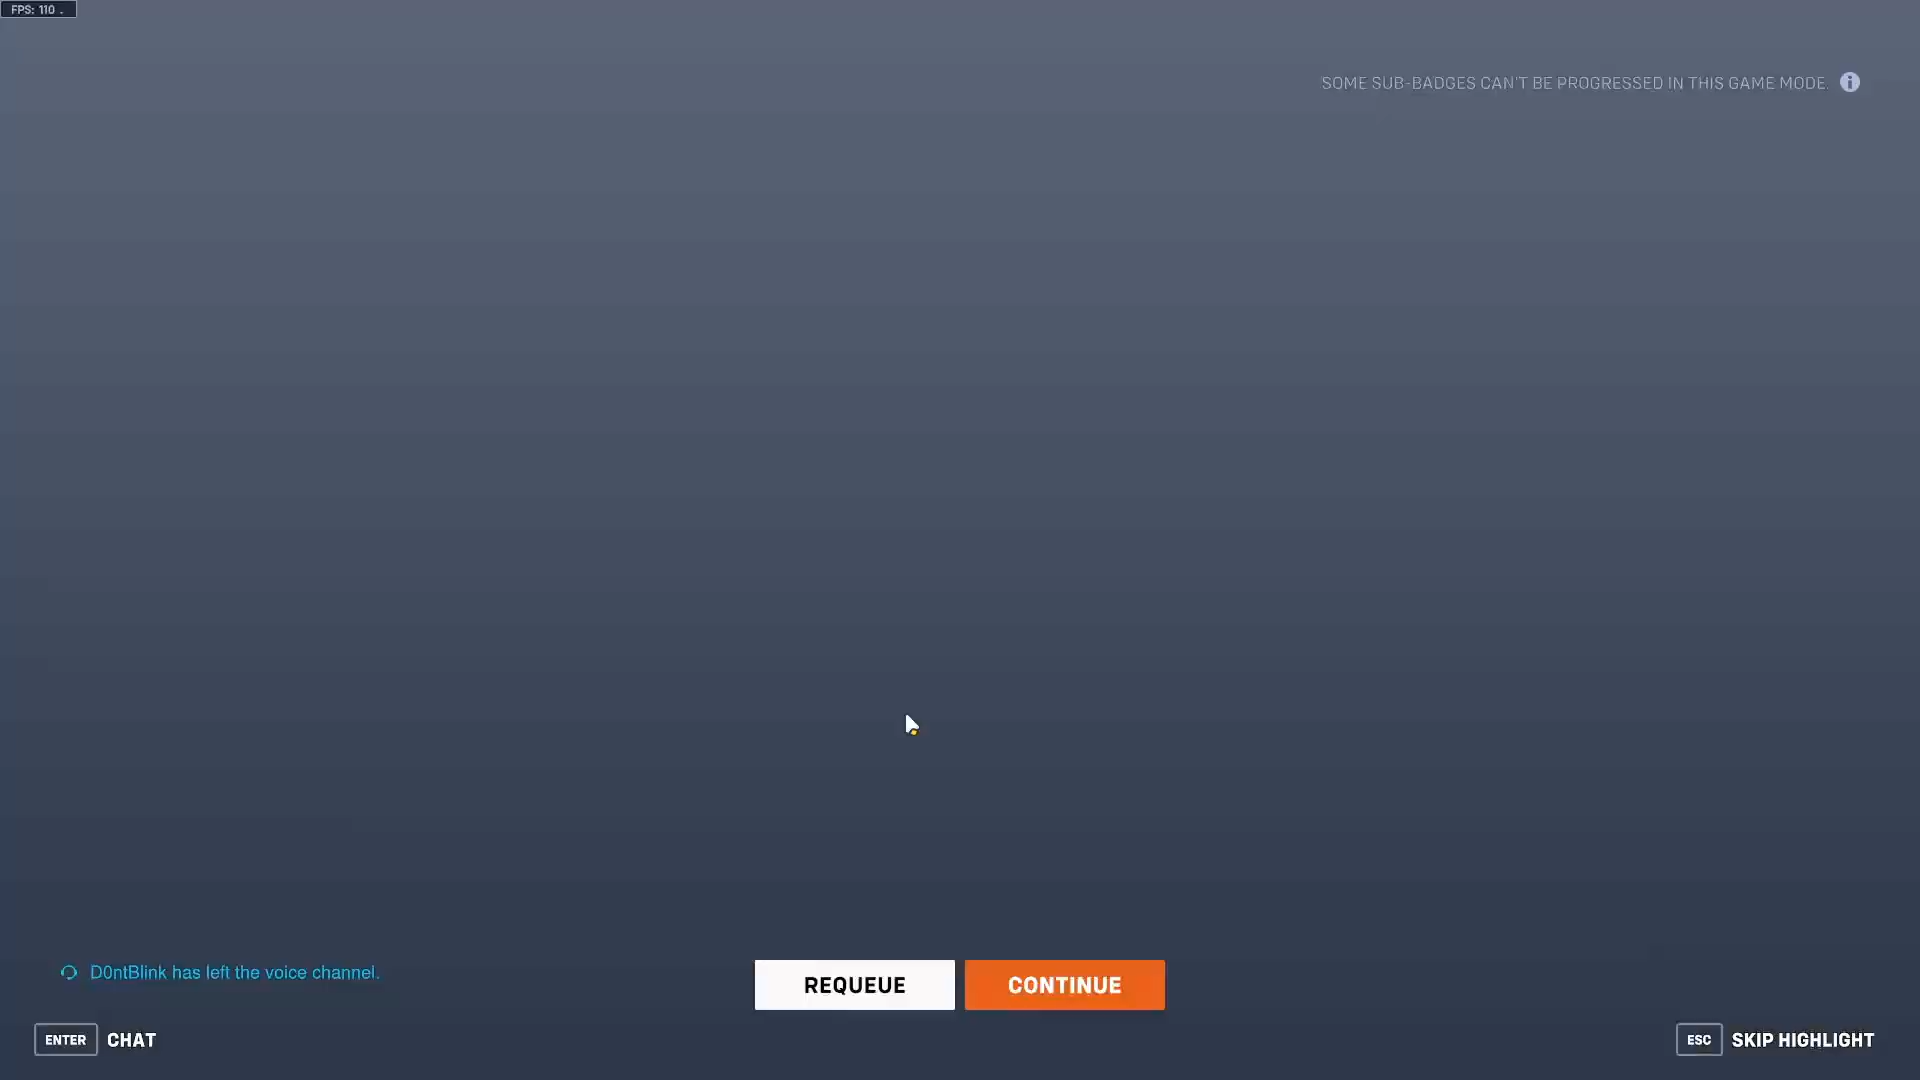 FPS: 110
SOME SUB-BADGES CAN'T BE PROGRESSED IN THIS GAME MODE.
D0ntBlink has left the voice channel.
REQUEUE
CONTINUE
ENTER CHAT
ESC SKIP HIGHLIGHT